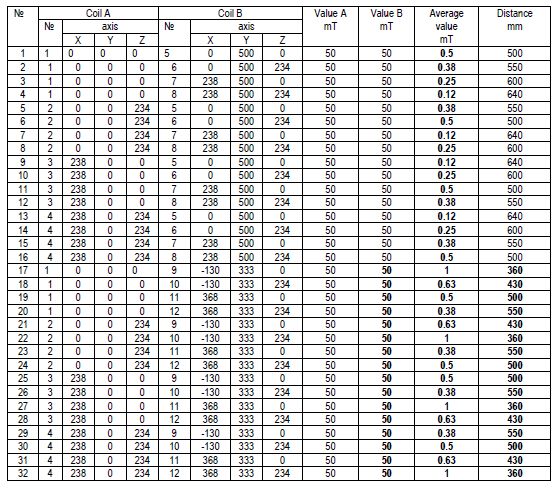 № Coil A Coil B Value A Value B Average Distance
№ axis № axis mT mT value mm
X Y Z X Y Z mT
1 1 0 0 0 5 0 500 0 50 50 0.5 500
2 1 0 0 0 6 0 500 234 50 50 0.38 550
3 1 0 0 0 7 238 500 0 50 50 0.25 600
4 1 0 0 0 8 238 500 234 50 50 0.12 640
5 2 0 0 234 5 0 500 0 50 50 0.38 550
6 2 0 0 234 6 0 500 234 50 50 0.5 500
7 2 0 0 234 7 238 500 0 50 50 0.12 640
8 2 0 0 234 8 238 500 234 50 50 0.25 600
9 3 238 0 0 5 0 500 0 50 50 0.12 640
10 3 238 0 0 6 0 500 234 50 50 0.25 600
11 3 238 0 0 7 238 500 0 50 50 0.5 500
12 3 238 0 0 8 238 500 234 50 50 0.38 550
13 4 238 0 234 5 0 500 0 50 50 0.12 640
14 4 238 0 234 6 0 500 234 50 50 0.25 600
15 4 238 0 234 7 238 500 0 50 50 0.38 550
16 4 238 0 234 8 238 500 234 50 50 0.5 500
17 1 0 0 0 9 -130 333 0 50 50 1 360
18 1 0 0 0 10 -130 333 234 50 50 0.63 430
19 1 0 0 0 11 368 333 0 50 50 0.5 500
20 1 0 0 0 12 368 333 234 50 50 0.38 550
21 2 0 0 234 9 -130 333 0 50 50 0.63 430
22 2 0 0 234 10 -130 333 234 50 50 1 360
23 2 0 0 234 11 368 333 0 50 50 0.38 550
24 2 0 0 234 12 368 333 234 50 50 0.5 500
25 3 238 0 0 9 -130 333 0 50 50 0.5 500
26 3 238 0 0 10 -130 333 234 50 50 0.38 550
27 3 238 0 0 11 368 333 0 50 50 1 360
28 3 238 0 0 12 368 333 234 50 50 0.63 430
29 4 238 0 234 9 -130 333 0 50 50 0.38 550
30 4 238 0 234 10 -130 333 234 50 50 0.5 500
31 4 238 0 234 11 368 333 0 50 50 0.63 430
32 4 238 0 234 12 368 333 234 50 50 1 360